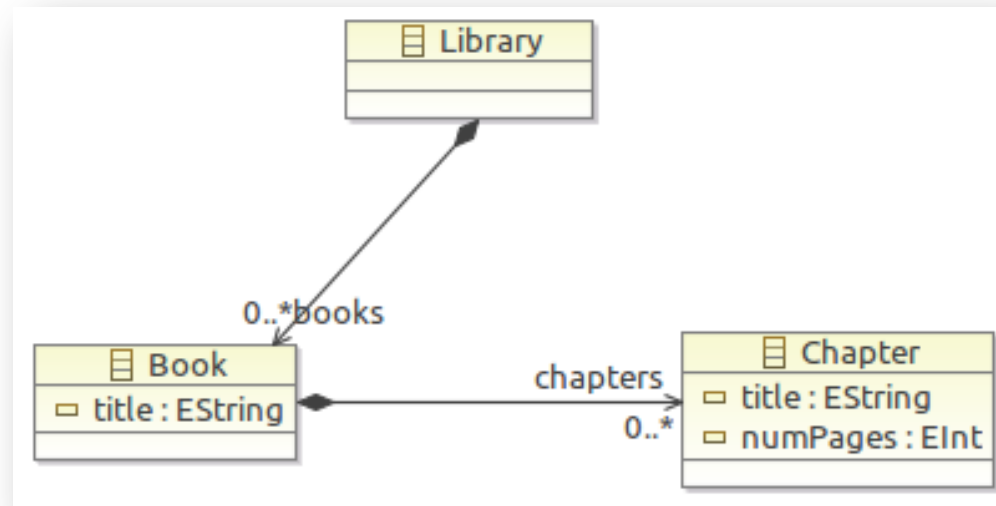 Library
0..*books
Book
title : EString
chapters
0..*
Chapter
title : EString
numPages : EInt